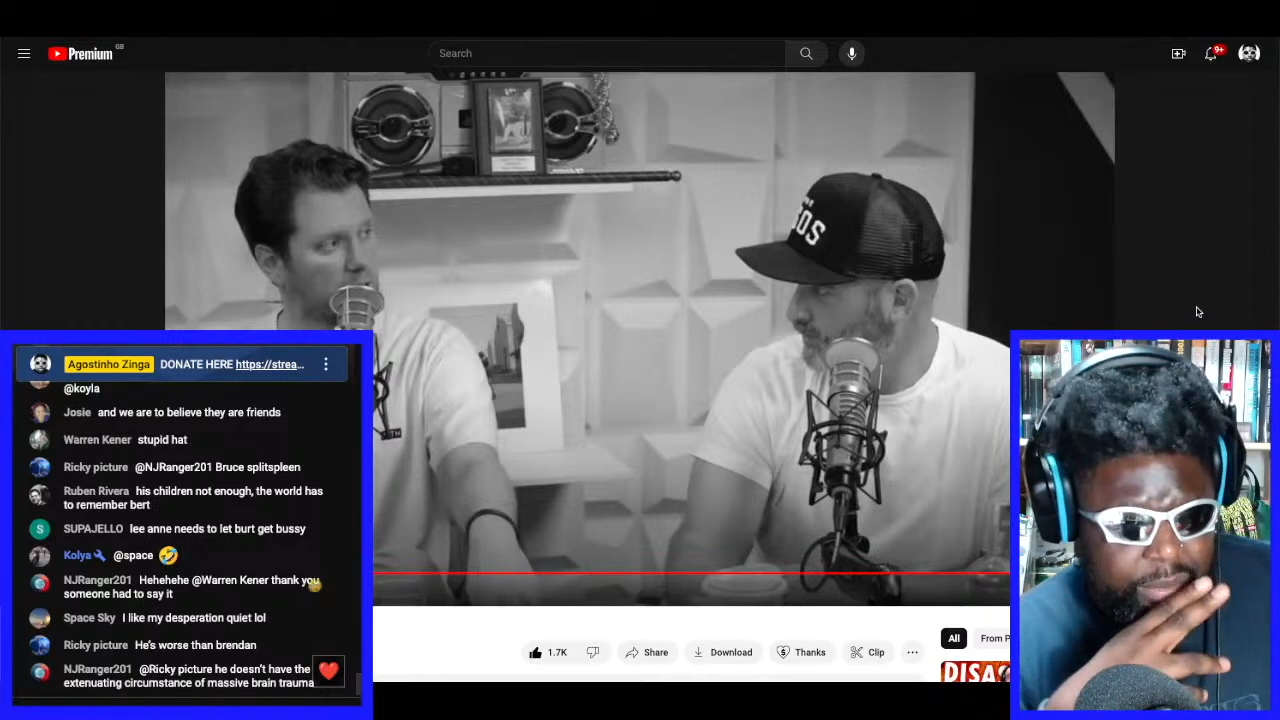 Premium GB
Search
9+
Agostinho Zinga DONATE HERE https://strea...
@koyla
Josie and we are to believe they are friends
Warren Kener stupid hat
Ricky picture @NJRanger201 Bruce splitspleen
Ruben Rivera his children not enough, the world has
to remember bert
S SUPAJELLO lee anne needs to let burt get bussy
Kolya @space 🤣
NJRanger201 Hehehehe @Warren Kener thank you
someone had to say it
Space Sky I like my desperation quiet lol
Ricky picture He's worse than brendan
NJRanger201 @Ricky picture he doesn't have the
extenuating circumstance of massive brain trauma
1.7K
Share
Download
Thanks
Clip
All
From P
DISA